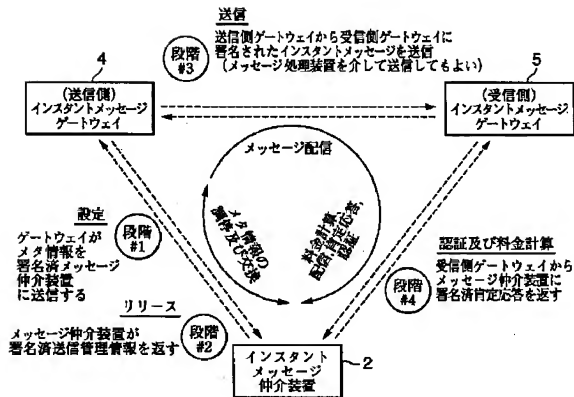 送信
4
段階
#3
送信側ゲートウェイから受信側ゲートウェイに
署名されたインスタントメッセージを送信
(メッセージ処理装置を介して送信してもよい)
5
(送信側)
インスタントメッセージ
ゲートウェイ
(受信側)
インスタントメッセージ
ゲートウェイ
メッセージ配信
メタ情報の
調停及び交換
料金計算,
配信 肯定応答,
認証
設定
ゲートウェイが
メタ情報を
署名済メッセージ
仲介装置
に送信する
段階
#1
リリース
メッセージ仲介装置が
署名済送信管理情報を返す
段階
#2
認証及び料金計算
受信側ゲートウェイから
メッセージ仲介装置に
署名済肯定応答を返す
段階
#4
インスタント
メッセージ
仲介装置
2